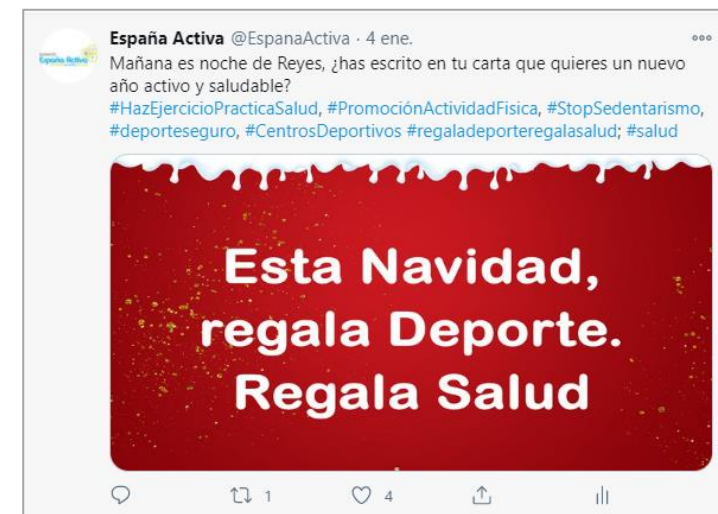 España Activa @EspanaActiva · 4 ene.
Mañana es noche de Reyes, ¿has escrito en tu carta que quieres un nuevo
año activo y saludable?
#HazEjercicioPracticaSalud, #PromociónActividadFisica, #StopSedentarismo,
#deporteseguro, #CentrosDeportivos #regaladeporteregalasalud; #salud
Esta Navidad,
regala Deporte.
Regala Salud
1 4